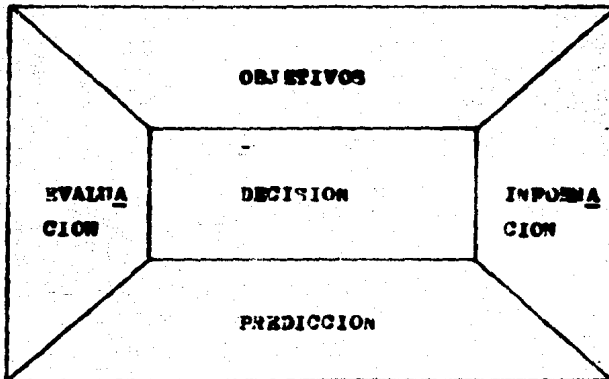 OBJETIVOS
EVALUA
CION
DECISION
INFORMA
CION
PREDICCION